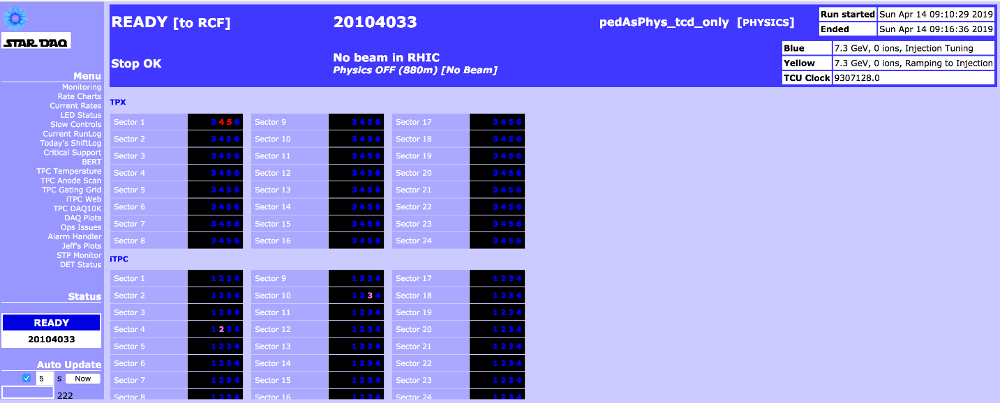 STAR DAQ
Menu
Monitoring
Rate Charts
Current Rates
LED Status
Slow Controls
Current RunLog
Today's ShiftLog
Critical Support
BERT
TPC Temperature
TPC Anode Scan
TPC Gating Grid
iTPC Web
TPC DAQ10K
DAQ Plots
Ops Issues
Alarm Handler
Jeff's Plots
STP Monitor
DET Status
Status
READY
20104033
Auto Update
5 s Now
222
READY [to RCF] 20104033 pedAsPhys_tcd_only [PHYSICS]
Run started Sun Apr 14 09:10:29 2019
Ended Sun Apr 14 09:16:36 2019
Stop OK
No beam in RHIC
Physics OFF (880m) [No Beam]
Blue 7.3 GeV, 0 ions, Injection Tuning
Yellow 7.3 GeV, 0 ions, Ramping to Injection
TCU Clock 9307128.0
TPX
Sector 1 3 4 5 6 Sector 9 3 4 5 6 Sector 17 3 4 5 6
Sector 2 3 4 5 6 Sector 10 3 4 5 6 Sector 18 3 4 5 6
Sector 3 3 4 5 6 Sector 11 3 4 5 6 Sector 19 3 4 5 6
Sector 4 3 4 5 6 Sector 12 3 4 5 6 Sector 20 3 4 5 6
Sector 5 3 4 5 6 Sector 13 3 4 5 6 Sector 21 3 4 5 6
Sector 6 3 4 5 6 Sector 14 3 4 5 6 Sector 22 3 4 5 6
Sector 7 3 4 5 6 Sector 15 3 4 5 6 Sector 23 3 4 5 6
Sector 8 3 4 5 6 Sector 16 3 4 5 6 Sector 24 3 4 5 6
iTPC
Sector 1 1 2 3 4 Sector 9 1 2 3 4 Sector 17 1 2 3 4
Sector 2 1 2 3 4 Sector 10 1 2 3 4 Sector 18 1 2 3 4
Sector 3 1 2 3 4 Sector 11 1 2 3 4 Sector 19 1 2 3 4
Sector 4 1 2 3 4 Sector 12 1 2 3 4 Sector 20 1 2 3 4
Sector 5 1 2 3 4 Sector 13 1 2 3 4 Sector 21 1 2 3 4
Sector 6 1 2 3 4 Sector 14 1 2 3 4 Sector 22 1 2 3 4
Sector 7 1 2 3 4 Sector 15 1 2 3 4 Sector 23 1 2 3 4
Sector 8 1 2 3 4 Sector 16 1 2 3 4 Sector 24 1 2 3 4